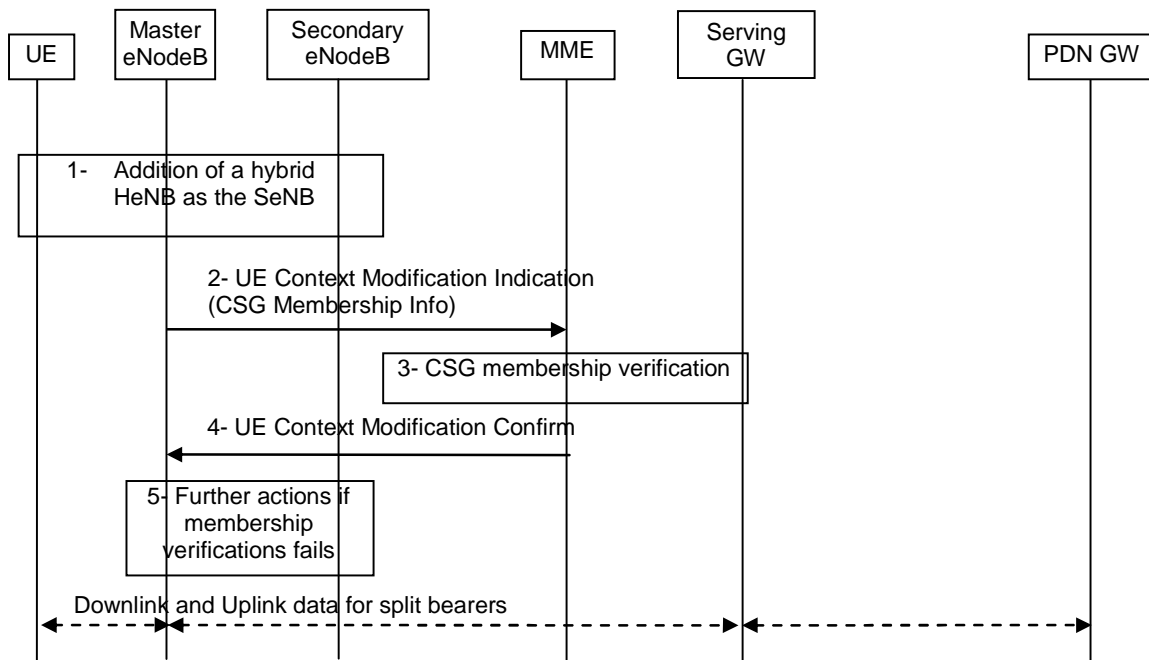 UE
Master
eNodeB
Secondary
eNodeB
MME
Serving
GW
PDN GW
1- Addition of a hybrid
HeNB as the SeNB
2- UE Context Modification Indication
(CSG Membership Info)
3- CSG membership verification
4- UE Context Modification Confirm
5- Further actions if
membership
verifications fails
Downlink and Uplink data for split bearers